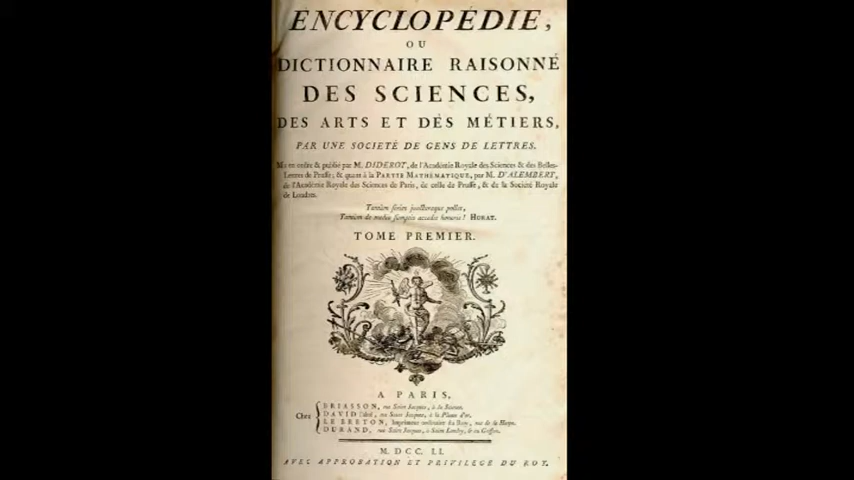 ENCYCLOPÉDIE,
OU
DICTIONNAIRE RAISONNÉ
DES SCIENCES,
DES ARTS ET DES MÉTIERS,
PAR UNE SOCIETÉ DE GENS DE LETTRES.
Mis en ordre & publié par M. DIDEROT, de l'Académie Royale des Sciences & des Belles-
Lettres de Prusse; & quant à la PARTIE MATHÉMATIQUE, par M. D'ALEMBERT,
de l'Académie Royale des Sciences de Paris, de celle de Prusse, & de la Société Royale
de Londres.
Tantùm series juncturaque pollet,
Tantùm de medio sumptis accedit honoris! HORAT.
TOME PREMIER.
A PARIS,
Chez
BRIASSON, rue Saint Jacques, à la Science.
DAVID l'aîné, rue Saint Jacques, à la Plume d'or.
LE BRETON, Imprimeur ordinaire du Roy, rue de la Harpe.
DURAND, rue Saint Jacques, à Saint Landry, & au Griffon.
M. DCC. LI.
AVEC APPROBATION ET PRIVILEGE DU ROY.